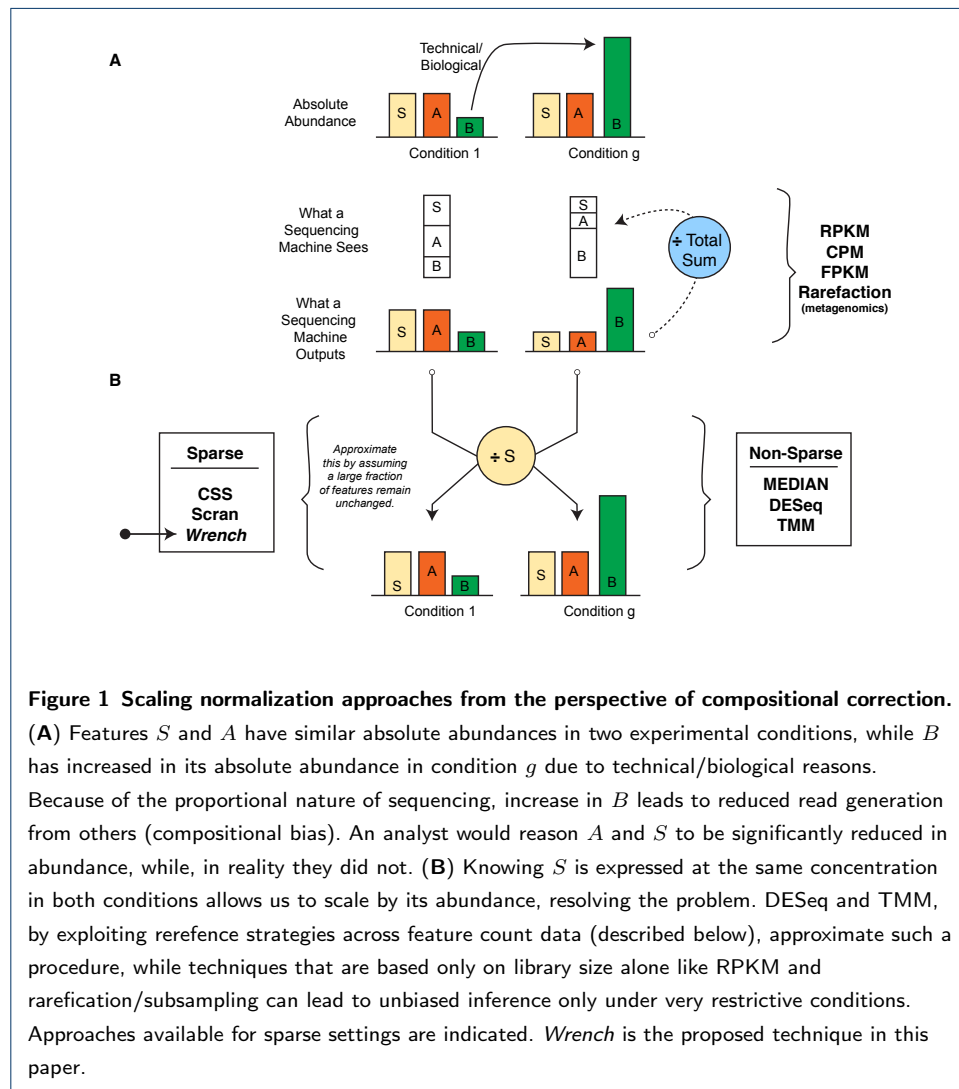 A
Technical/
Biological
Absolute
Abundance
S
A
B
S
A
B
Condition 1
Condition g
What a
Sequencing
Machine Sees
S
A
B
S
A
B
÷ Total
Sum
RPKM
CPM
FPKM
Rarefaction
(metagenomics)
What a
Sequencing
Machine
Outputs
S
A
B
S
A
B
B
Sparse
CSS
Scran
Wrench
Approximate
this by assuming
a large fraction
of features remain
unchanged.
÷ S
Non-Sparse
MEDIAN
DESeq
TMM
S
A
B
S
A
B
Condition 1
Condition g
Figure 1 Scaling normalization approaches from the perspective of compositional correction.
(A) Features S and A have similar absolute abundances in two experimental conditions, while B
has increased in its absolute abundance in condition g due to technical/biological reasons.
Because of the proportional nature of sequencing, increase in B leads to reduced read generation
from others (compositional bias). An analyst would reason A and S to be significantly reduced in
abundance, while, in reality they did not. (B) Knowing S is expressed at the same concentration
in both conditions allows us to scale by its abundance, resolving the problem. DESeq and TMM,
by exploiting rerefence strategies across feature count data (described below), approximate such a
procedure, while techniques that are based only on library size alone like RPKM and
rarefication/subsampling can lead to unbiased inference only under very restrictive conditions.
Approaches available for sparse settings are indicated. Wrench is the proposed technique in this
paper.